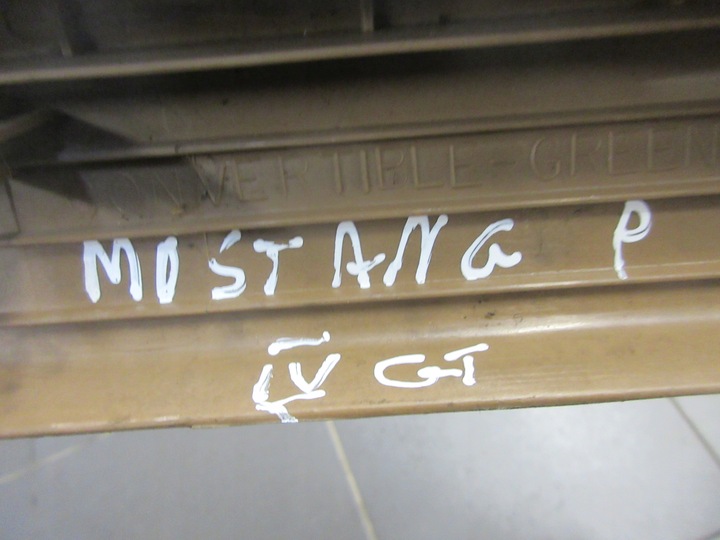 CONVERTIBLE-GREEN
MOSTANG P
IV GT